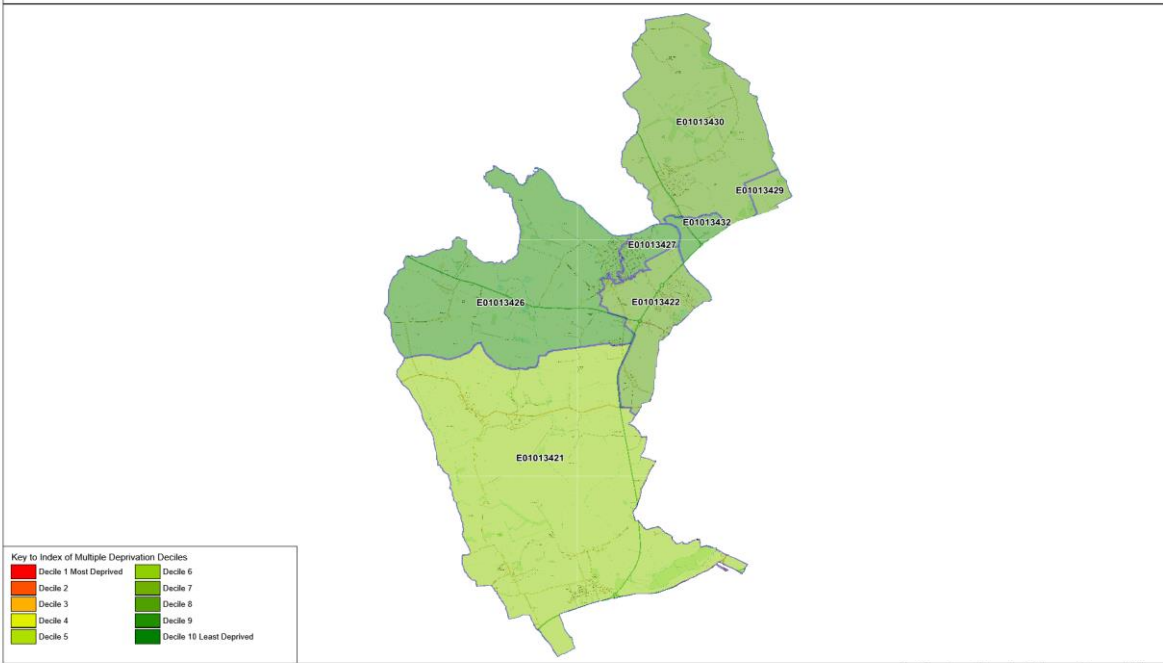 E01013430
E01013429
E01013432
E01013427
E01013426
E01013422
E01013421
Key to Index of Multiple Deprivation Deciles
Decile 1 Most Deprived
Decile 2
Decile 3
Decile 4
Decile 5
Decile 6
Decile 7
Decile 8
Decile 9
Decile 10 Least Deprived